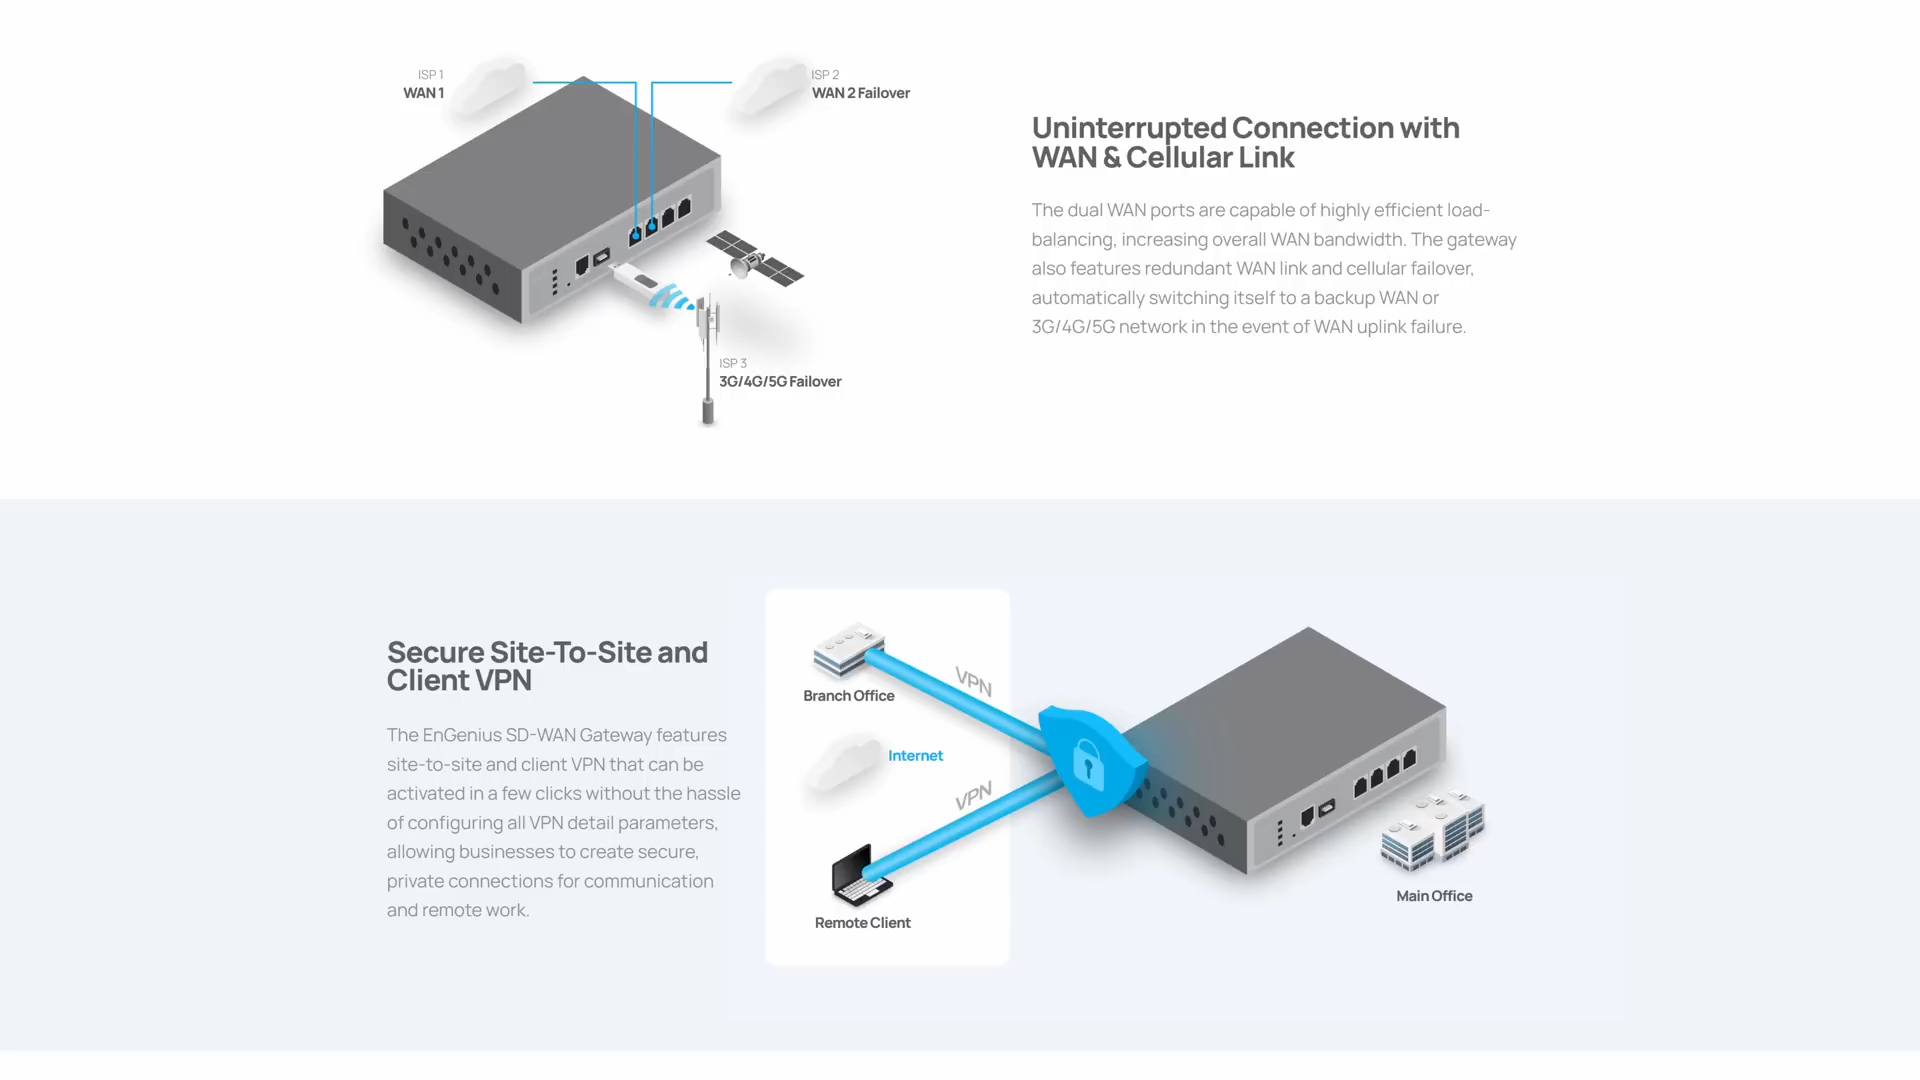 ISP 1
WAN 1
ISP 2
WAN 2 Failover
ISP 3
3G/4G/5G Failover
Uninterrupted Connection with
WAN & Cellular Link
The dual WAN ports are capable of highly efficient load-
balancing, increasing overall WAN bandwidth. The gateway
also features redundant WAN link and cellular failover,
automatically switching itself to a backup WAN or
3G/4G/5G network in the event of WAN uplink failure.
Secure Site-To-Site and
Client VPN
The EnGenius SD-WAN Gateway features
site-to-site and client VPN that can be
activated in a few clicks without the hassle
of configuring all VPN detail parameters,
allowing businesses to create secure,
private connections for communication
and remote work.
VPN
Branch Office
Internet
VPN
Remote Client
Main Office